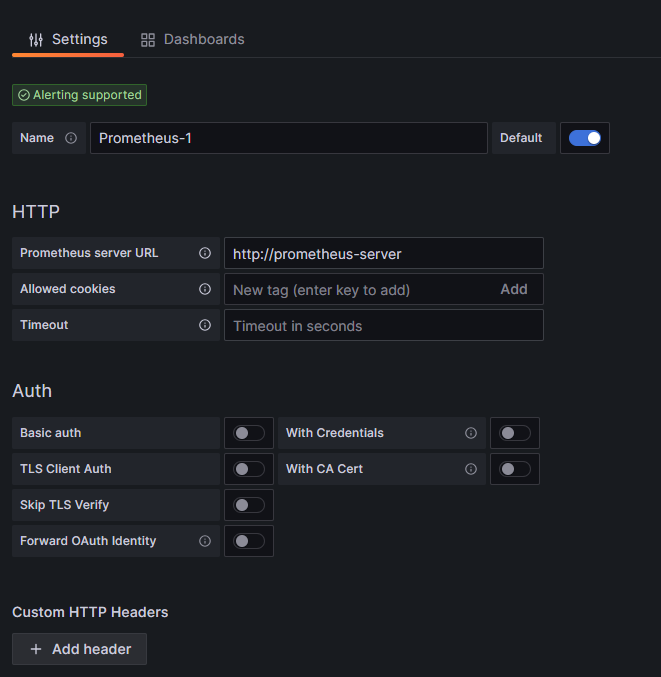 Settings Dashboards
Alerting supported
Name Prometheus-1 Default
HTTP
Prometheus server URL http://prometheus-server
Allowed cookies New tag (enter key to add) Add
Timeout Timeout in seconds
Auth
Basic auth With Credentials
TLS Client Auth With CA Cert
Skip TLS Verify
Forward OAuth Identity
Custom HTTP Headers
+ Add header